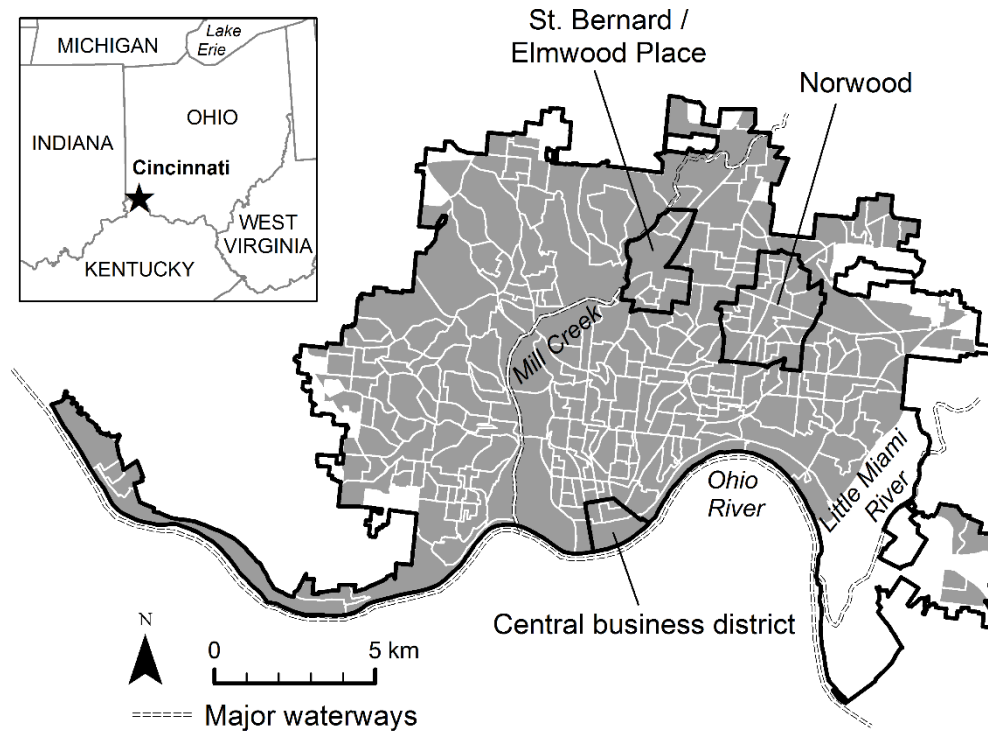 MICHIGAN
Lake
Erie
INDIANA
OHIO
Cincinnati
WEST
VIRGINIA
KENTUCKY
St. Bernard /
Elmwood Place
Norwood
Mill Creek
Ohio
River
Little Miami
River
Central business district
N
0 5 km
Major waterways